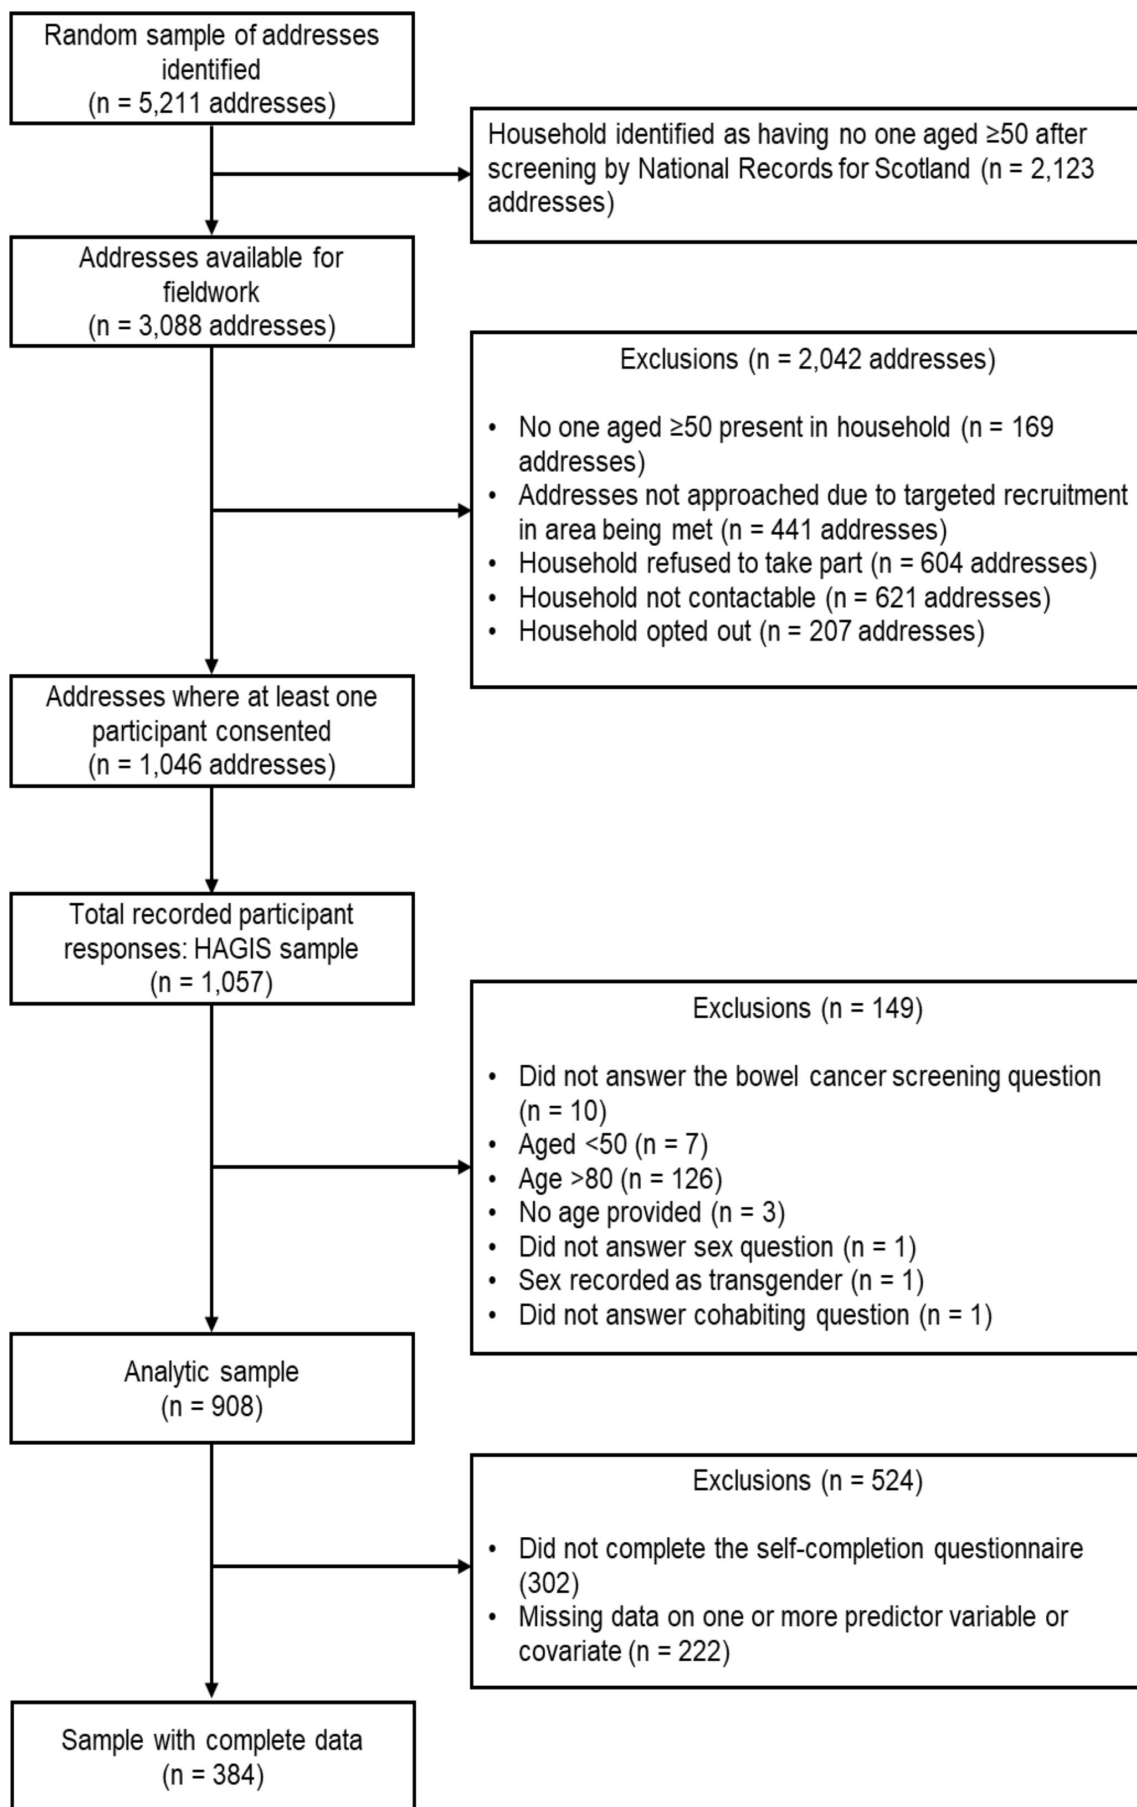 Random sample of addresses
identified
(n = 5,211 addresses)
Household identified as having no one aged ≥50 after
screening by National Records for Scotland (n = 2,123
addresses)
Addresses available for
fieldwork
(n = 3,088 addresses)
Exclusions (n = 2,042 addresses)
• No one aged ≥50 present in household (n = 169
addresses)
• Addresses not approached due to targeted recruitment
in area being met (n = 441 addresses)
• Household refused to take part (n = 604 addresses)
• Household not contactable (n = 621 addresses)
• Household opted out (n = 207 addresses)
Addresses where at least one
participant consented
(n = 1,046 addresses)
Total recorded participant
responses: HAGIS sample
(n = 1,057)
Exclusions (n = 149)
• Did not answer the bowel cancer screening question
(n = 10)
• Aged <50 (n = 7)
• Age >80 (n = 126)
• No age provided (n = 3)
• Did not answer sex question (n = 1)
• Sex recorded as transgender (n = 1)
• Did not answer cohabiting question (n = 1)
Analytic sample
(n = 908)
Exclusions (n = 524)
• Did not complete the self-completion questionnaire
(302)
• Missing data on one or more predictor variable or
covariate (n = 222)
Sample with complete data
(n = 384)